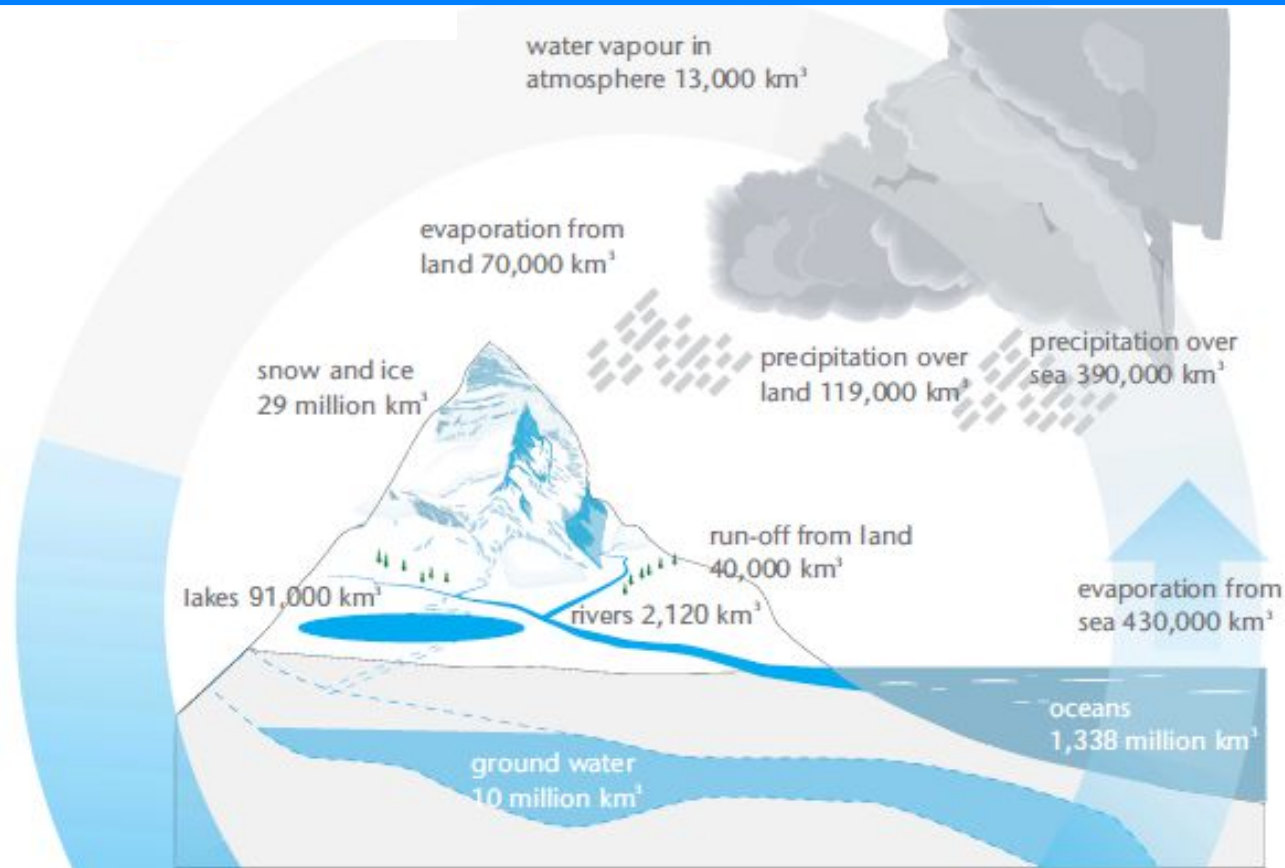 water vapour in
atmosphere 13,000 km³
evaporation from
land 70,000 km³
precipitation over
land 119,000 km³
precipitation over
sea 390,000 km³
snow and ice
29 million km³
run-off from land
40,000 km³
lakes 91,000 km³
rivers 2,120 km³
evaporation from
sea 430,000 km³
oceans
1,338 million km³
ground water
10 million km³